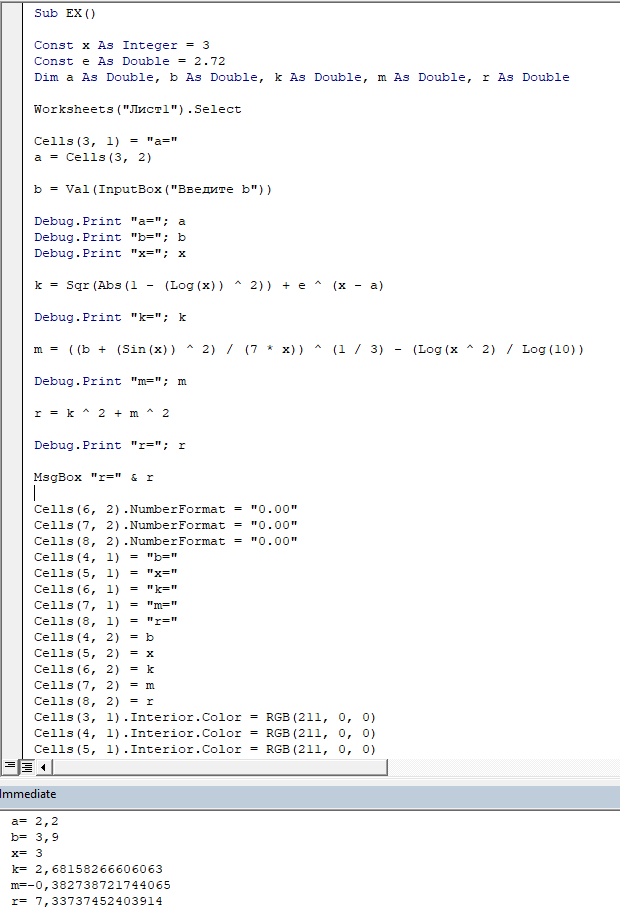 Sub EX()
Const x As Integer = 3
Const e As Double = 2.72
Dim a As Double, b As Double, k As Double, m As Double, r As Double
Worksheets("Лист1").Select
Cells(3, 1) = "a="
a = Cells(3, 2)
b = Val(InputBox("Введите b"))
Debug.Print "a="; a
Debug.Print "b="; b
Debug.Print "x="; x
k = Sqr(Abs(1 - (Log(x)) ^ 2)) + e ^ (x - a)
Debug.Print "k="; k
m = ((b + (Sin(x)) ^ 2) / (7 * x)) ^ (1 / 3) - (Log(x ^ 2) / Log(10))
Debug.Print "m="; m
r = k ^ 2 + m ^ 2
Debug.Print "r="; r
MsgBox "r=" & r
Cells(6, 2).NumberFormat = "0.00"
Cells(7, 2).NumberFormat = "0.00"
Cells(8, 2).NumberFormat = "0.00"
Cells(4, 1) = "b="
Cells(5, 1) = "x="
Cells(6, 1) = "k="
Cells(7, 1) = "m="
Cells(8, 1) = "r="
Cells(4, 2) = b
Cells(5, 2) = x
Cells(6, 2) = k
Cells(7, 2) = m
Cells(8, 2) = r
Cells(3, 1).Interior.Color = RGB(211, 0, 0)
Cells(4, 1).Interior.Color = RGB(211, 0, 0)
Cells(5, 1).Interior.Color = RGB(211, 0, 0)
Immediate
a= 2,2
b= 3,9
x= 3
k= 2,68158266606063
m=-0,382738721744065
r= 7,33737452403914